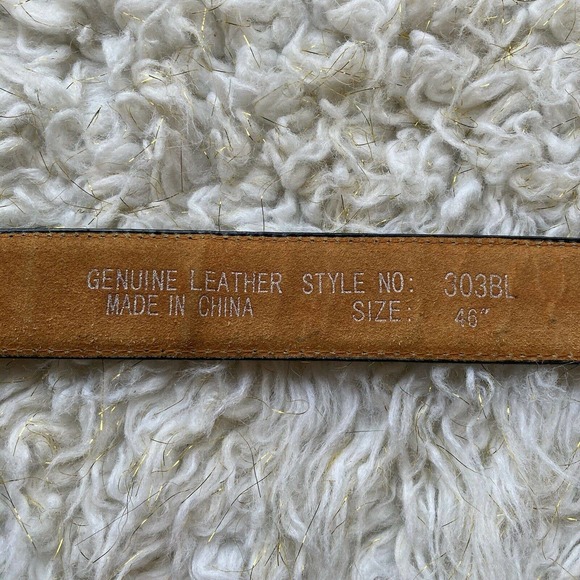 GENUINE LEATHER STYLE NO: 303BL
MADE IN CHINA SIZE: 46"